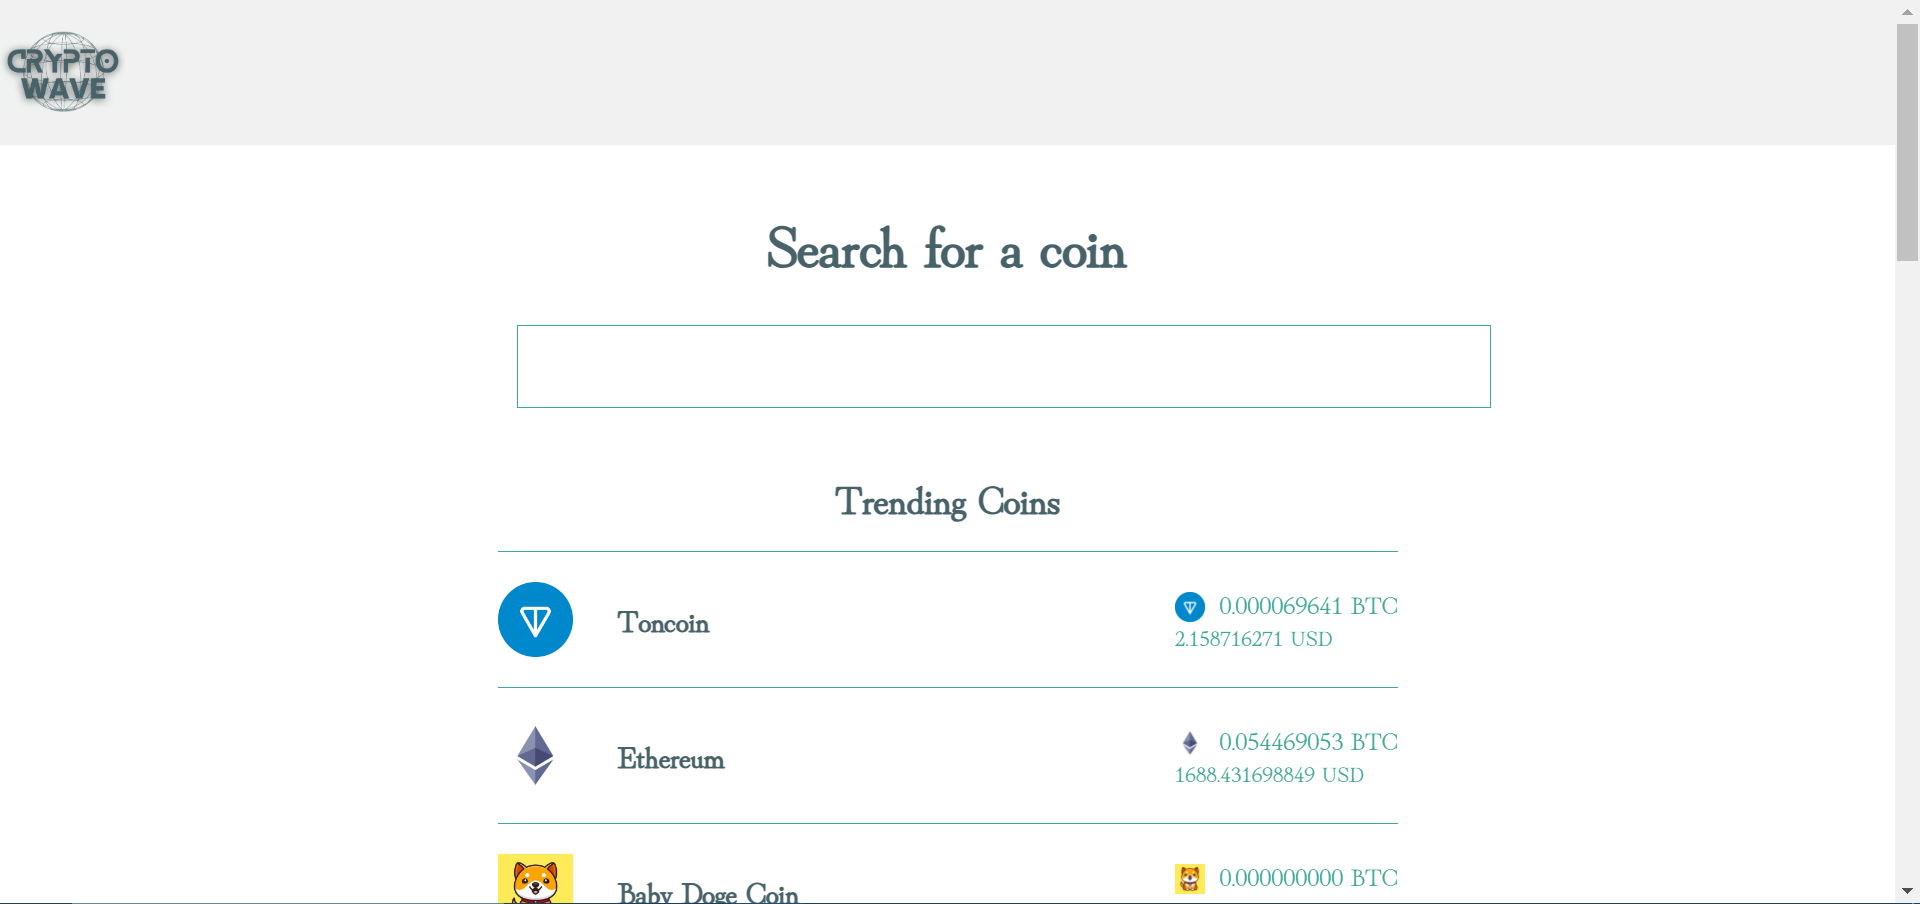 CRYPTO
WAVE
Search for a coin
Trending Coins
Toncoin
0.000069641 BTC
2.158716271 USD
Ethereum
0.054469053 BTC
1688.431698849 USD
Baby Doge Coin
0.000000000 BTC